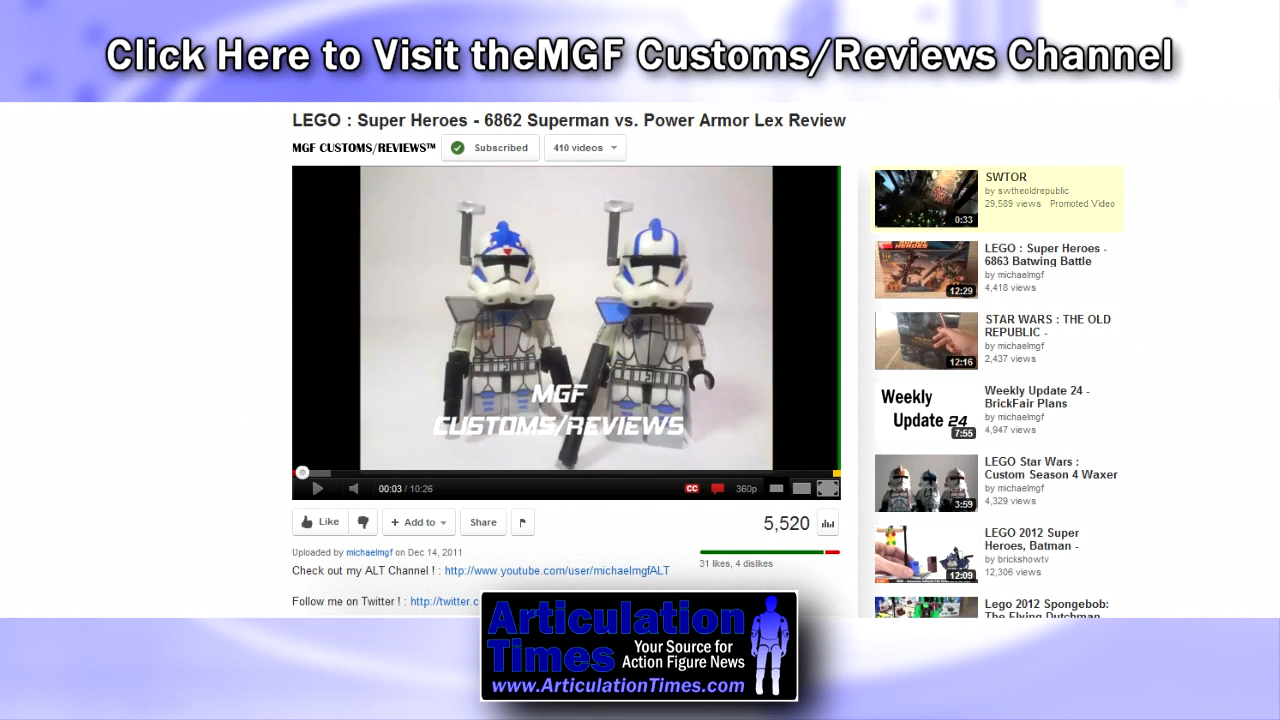 Click Here to Visit theMGF Customs/Reviews Channel
LEGO : Super Heroes - 6862 Superman vs. Power Armor Lex Review
MGF CUSTOMS/REVIEWS™
Subscribed
410 videos
MGF
CUSTOMS/REVIEWS
00:03 / 10:26
CC
360p
Like
+ Add to
Share
5,520
Uploaded by michaelmgf on Dec 14, 2011
31 likes, 4 dislikes
Check out my ALT Channel ! : http://www.youtube.com/user/michaelmgfALT
Follow me on Twitter ! : http://twitter.c
SWTOR
by swtheoldrepublic
29,589 views Promoted Video
0:33
LEGO : Super Heroes -
6863 Batwing Battle
by michaelmgf
4,418 views
12:29
STAR WARS : THE OLD
REPUBLIC -
by michaelmgf
2,437 views
12:16
Weekly
Update 24
7:55
Weekly Update 24 -
BrickFair Plans
by michaelmgf
4,947 views
LEGO Star Wars :
Custom Season 4 Waxer
by michaelmgf
4,329 views
3:59
LEGO 2012 Super
Heroes, Batman -
by brickshowtv
12,306 views
12:09
Lego 2012 Spongebob:
The Flying Dutchman
Articulation
Times
Your Source for
Action Figure News
www.ArticulationTimes.com